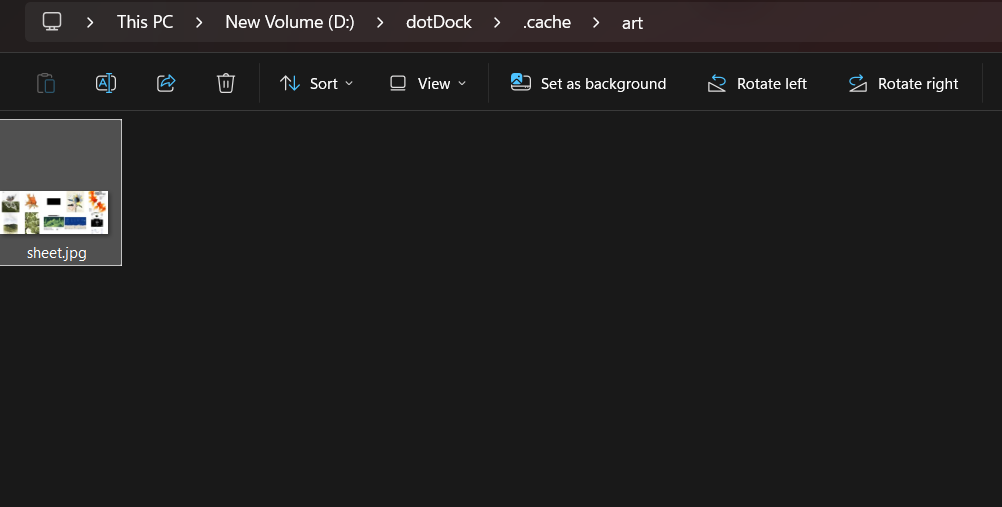 This PC > New Volume (D:) > dotDock > .cache > art
Sort View Set as background Rotate left Rotate right
sheet.jpg